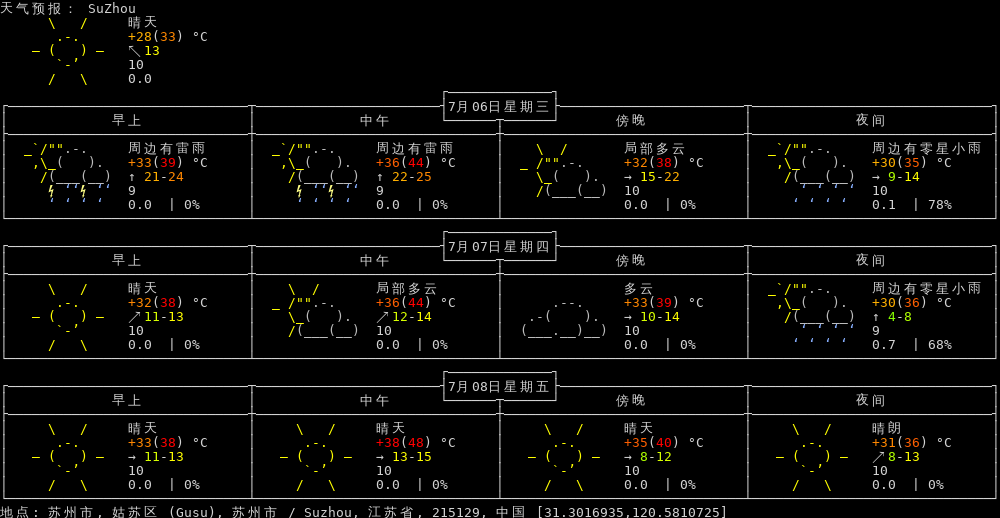 天气预报： SuZhou
晴天
+28(33) °C
↖ 13
10
0.0
7月06日星期三
早上 中午 傍晚 夜间
周边有雷雨 周边有雷雨 局部多云 周边有零星小雨
+33(39) °C +36(44) °C +32(38) °C +30(35) °C
↑ 21-24 ↑ 22-25 → 15-22 → 9-14
9 9 10 10
0.0 | 0% 0.0 | 0% 0.0 | 0% 0.1 | 78%
7月07日星期四
早上 中午 傍晚 夜间
晴天 局部多云 多云 周边有零星小雨
+32(38) °C +36(44) °C +33(39) °C +30(36) °C
↗ 11-13 ↗ 12-14 → 10-14 ↑ 4-8
10 10 10 9
0.0 | 0% 0.0 | 0% 0.0 | 0% 0.7 | 68%
7月08日星期五
早上 中午 傍晚 夜间
晴天 晴天 晴天 晴朗
+33(38) °C +38(48) °C +35(40) °C +31(36) °C
→ 11-13 → 13-15 → 8-12 ↗ 8-13
10 10 10 10
0.0 | 0% 0.0 | 0% 0.0 | 0% 0.0 | 0%
地点: 苏州市, 姑苏区 (Gusu), 苏州市 / Suzhou, 江苏省, 215129, 中国 [31.3016935,120.5810725]